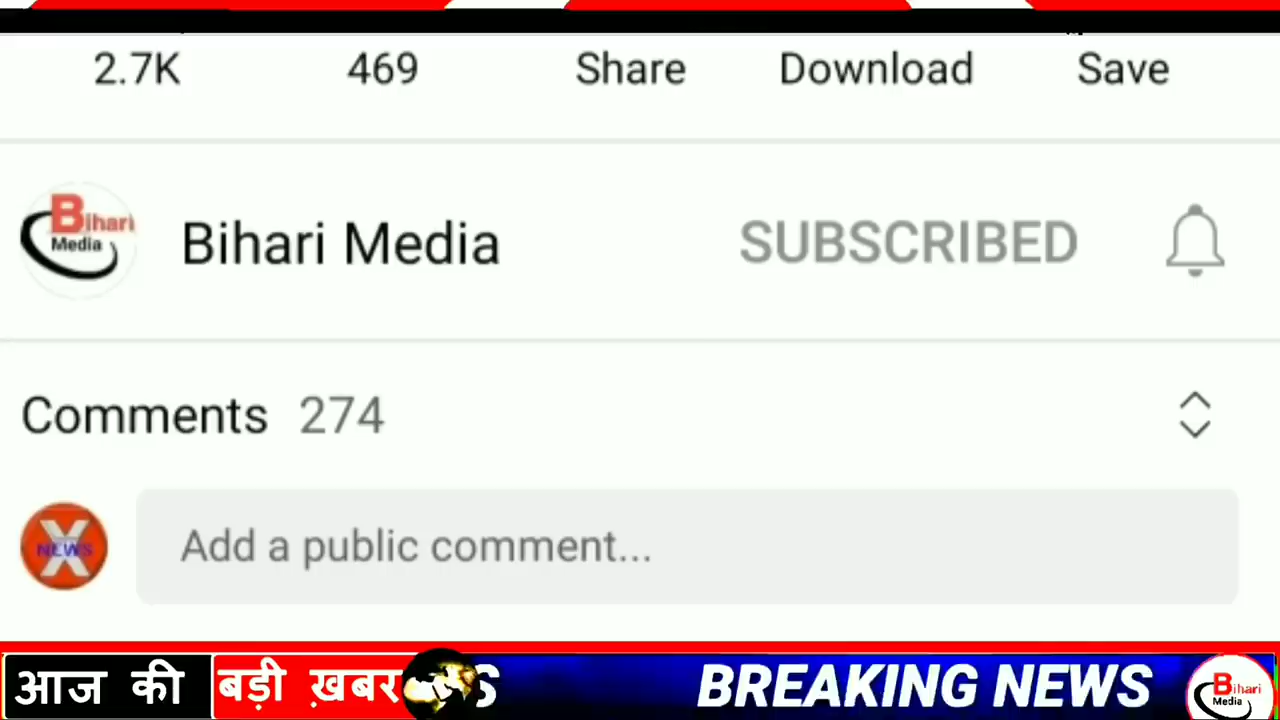 2.7K 469 Share Download Save
Bihari Media
Bihari Media SUBSCRIBED
Comments 274
NEWS X
Add a public comment...
आज की बड़ी ख़बर S BREAKING NEWS
Bihari Media